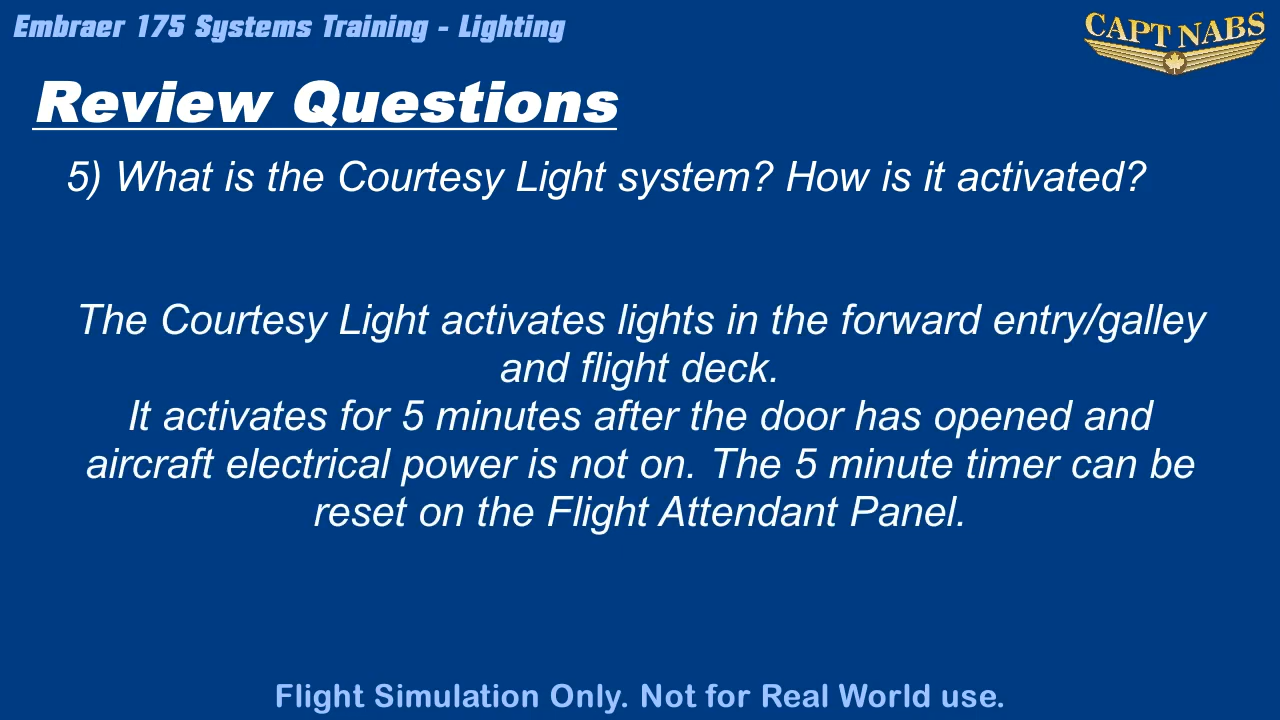 Embraer 175 Systems Training - Lighting
CAPT NABS
Review Questions
5) What is the Courtesy Light system? How is it activated?
The Courtesy Light activates lights in the forward entry/galley
and flight deck.
It activates for 5 minutes after the door has opened and
aircraft electrical power is not on. The 5 minute timer can be
reset on the Flight Attendant Panel.
Flight Simulation Only. Not for Real World use.